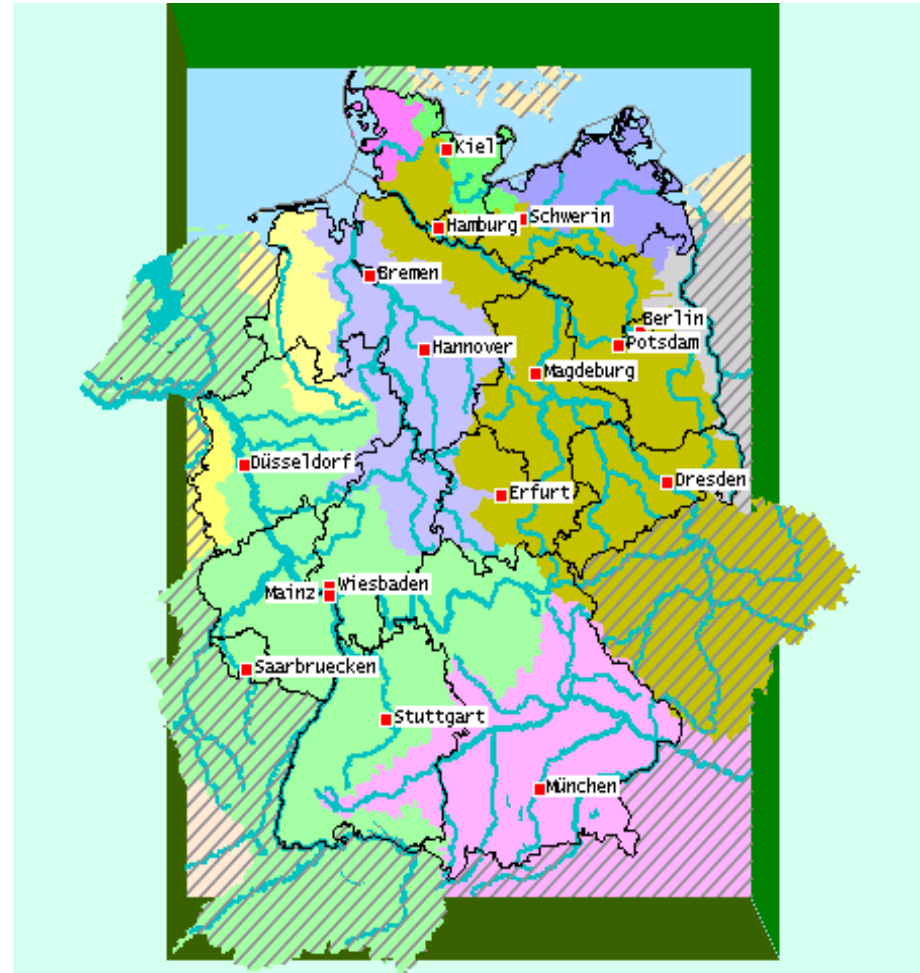 Kiel
Schwerin
Hamburg
Bremen
Berlin
Potsdam
Hannover
Magdeburg
Düsseldorf
Dresden
Erfurt
Wiesbaden
Mainz
Saarbruecken
Stuttgart
München